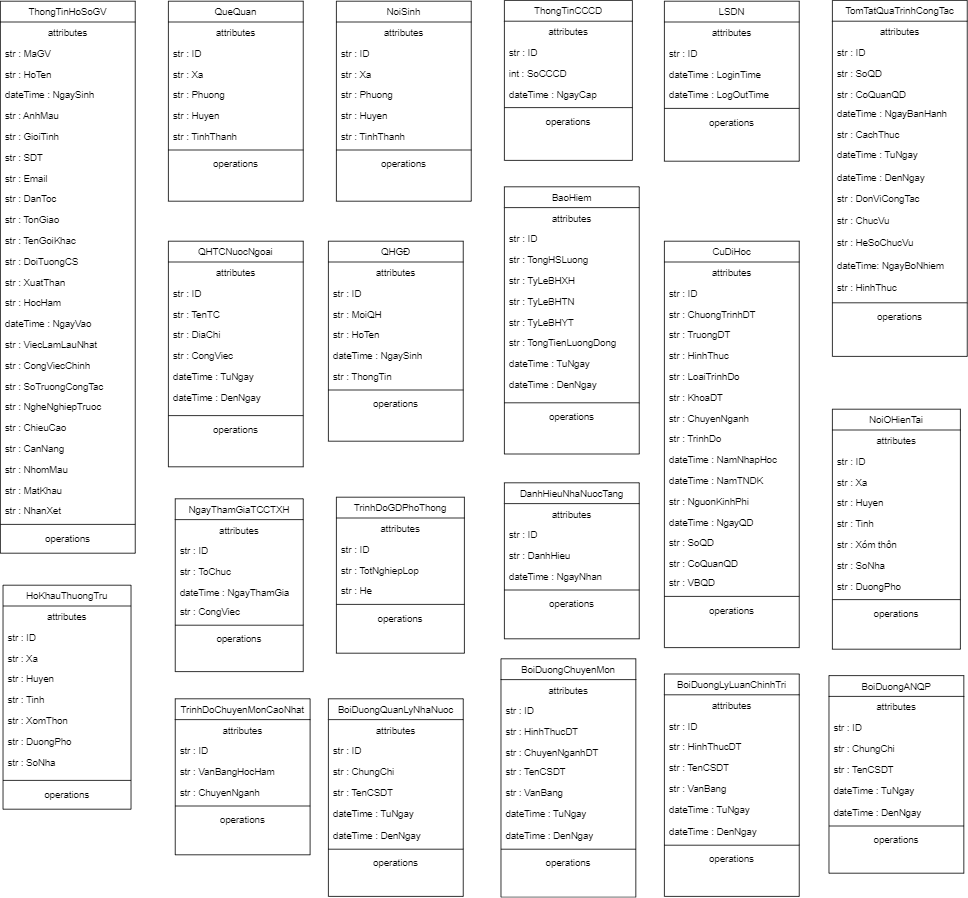 ThongTinHoSoGV
attributes
str : MaGV
str : HoTen
dateTime : NgaySinh
str : AnhMau
str : GioiTinh
str : SDT
str : Email
str : DanToc
str : TonGiao
str : TenGoiKhac
str : DoiTuongCS
str : XuatThan
str : HocHam
dateTime : NgayVao
str : ViecLamLauNhat
str : CongViecChinh
str : SoTruongCongTac
str : NgheNghiepTruoc
str : ChieuCao
str : CanNang
str : NhomMau
str : MatKhau
str : NhanXet
operations
QueQuan
attributes
str : ID
str : Xa
str : Phuong
str : Huyen
str : TinhThanh
operations
NoiSinh
attributes
str : ID
str : Xa
str : Phuong
str : Huyen
str : TinhThanh
operations
ThongTinCCCD
attributes
str : ID
int : SoCCCD
dateTime : NgayCap
operations
LSDN
attributes
str : ID
dateTime : LoginTime
dateTime : LogOutTime
operations
TomTatQuaTrinhCongTac
attributes
str : ID
str : SoQD
str : CoQuanQD
dateTime : NgayBanHanh
str : CachThuc
dateTime : TuNgay
dateTime : DenNgay
str : DonViCongTac
str : ChucVu
str : HeSoChucVu
dateTime: NgayBoNhiem
str : HinhThuc
operations
QHTCNuocNgoai
attributes
str : ID
str : TenTC
str : DiaChi
str : CongViec
dateTime : TuNgay
dateTime : DenNgay
operations
QHGĐ
attributes
str : ID
str : MoiQH
str : HoTen
dateTime : NgaySinh
str : ThongTin
operations
BaoHiem
attributes
str : ID
str : TongHSLuong
str : TyLeBHXH
str : TyLeBHTN
str : TyLeBHYT
str : TongTienLuongDong
dateTime : TuNgay
dateTime : DenNgay
operations
CuDiHoc
attributes
str : ID
str : ChuongTrinhDT
str : TruongDT
str : HinhThuc
str : LoaiTrinhDo
str : KhoaDT
str : ChuyenNganh
str : TrinhDo
dateTime : NamNhapHoc
dateTime : NamTNDK
str : NguonKinhPhi
dateTime : NgayQD
str : SoQD
str : CoQuanQD
str : VBQD
operations
NoiOHienTai
attributes
str : ID
str : Xa
str : Huyen
str : Tinh
str : Xóm thôn
str : SoNha
str : DuongPho
operations
NgayThamGiaTCCTXH
attributes
str : ID
str : ToChuc
dateTime : NgayThamGia
str : CongViec
operations
TrinhDoGDPhoThong
attributes
str : ID
str : TotNghiepLop
str : He
operations
DanhHieuNhaNuocTang
attributes
str : ID
str : DanhHieu
dateTime : NgayNhan
operations
HoKhauThuongTru
attributes
str : ID
str : Xa
str : Huyen
str : Tinh
str : XomThon
str : DuongPho
str : SoNha
operations
TrinhDoChuyenMonCaoNhat
attributes
str : ID
str : VanBangHocHam
str : ChuyenNganh
operations
BoiDuongQuanLyNhaNuoc
attributes
str : ID
str : ChungChi
str : TenCSDT
dateTime : TuNgay
dateTime : DenNgay
operations
BoiDuongChuyenMon
attributes
str : ID
str : HinhThucDT
str : ChuyenNganhDT
str : TenCSDT
str : VanBang
dateTime : TuNgay
dateTime : DenNgay
operations
BoiDuongLyLuanChinhTri
attributes
str : ID
str : HinhThucDT
str : TenCSDT
str : VanBang
dateTime : TuNgay
dateTime : DenNgay
operations
BoiDuongANQP
attributes
str : ID
str : ChungChi
str : TenCSDT
dateTime : TuNgay
dateTime : DenNgay
operations